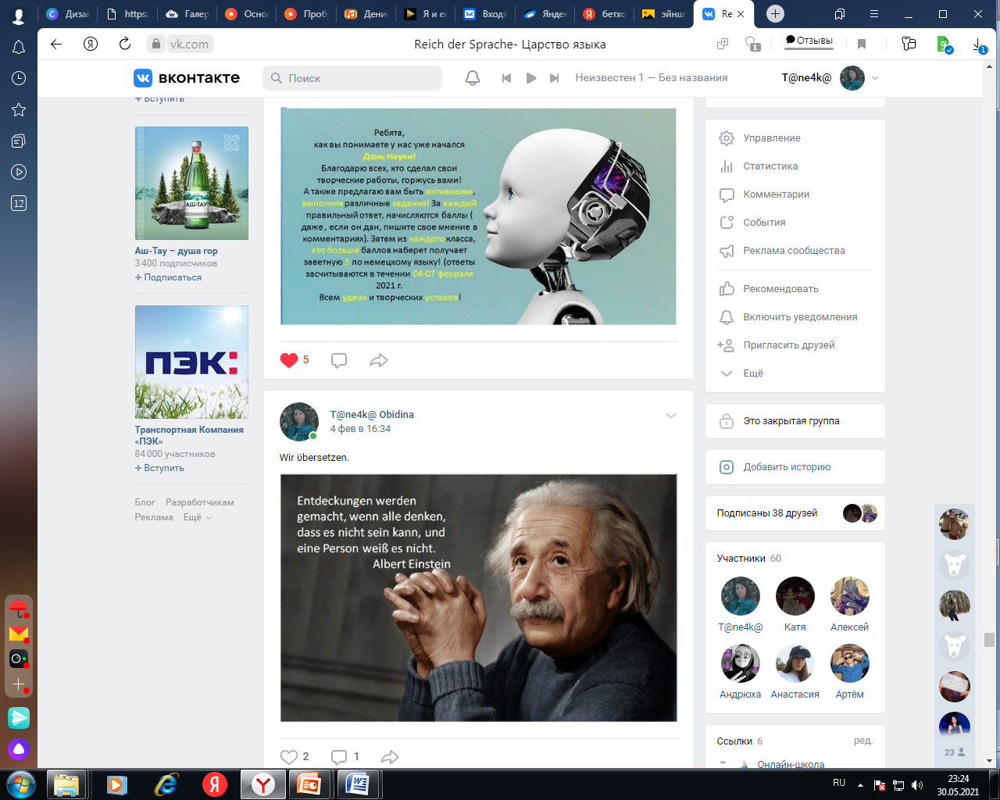 Дизай
https:
Галер
Осно
Проб
Денис
Я и ес
Входя
Яндек
бетхо
эйнш
Rei
vk.com
Reich der Sprache- Царство языка
Отзывы
1
1
12
вконтакте
Поиск
Неизвестен 1 — Без названия
T@ne4k@
+ Вступить
АШ-ТАУ
Аш-Тау – душа гор
3 400 подписчиков
+ Подписаться
ПЭК:
Транспортная Компания
«ПЭК»
84 000 участников
+ Вступить
Блог Разработчикам
Реклама Ещё
Ребята,
как вы понимаете у нас уже начался
День Науки!
Благодарю всех, кто сделал свои
творческие работы, горжусь вами!
А также предлагаю вам быть активными,
выполняя различные задания! За каждый
правильный ответ, начисляются баллы (
даже , если он дан, пишите свое мнение в
комментариях). Затем из каждого класса,
кто больше баллов наберет получает
заветную 5 по немецкому языку! (ответы
засчитываются в течении 04-07 февраля
2021 г.
Всем удачи и творческих успехов!
5
T@ne4k@ Obidina
4 фев в 16:34
Wir übersetzen.
Entdeckungen werden
gemacht, wenn alle denken,
dass es nicht sein kann, und
eine Person weiß es nicht.
Albert Einstein
2 1
Управление
Статистика
Комментарии
События
Реклама сообщества
Рекомендовать
Включить уведомления
Пригласить друзей
Ещё
Это закрытая группа
Добавить историю
Подписаны 38 друзей
Участники 60
T@ne4k@ Катя Алексей
Андрюха Анастасия Артём
Ссылки 6 ред.
Онлайн-школа
23
RU
23:24
30.05.2021